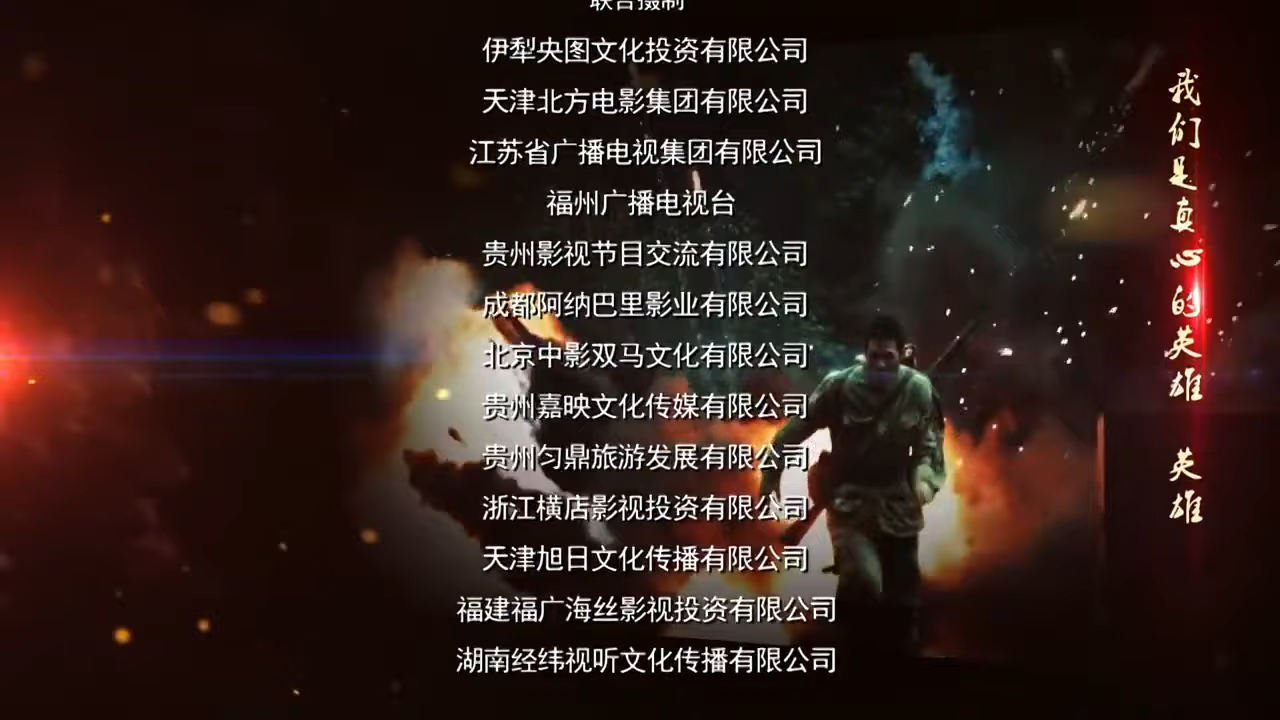 联合摄制
伊犁央图文化投资有限公司
天津北方电影集团有限公司
江苏省广播电视集团有限公司
福州广播电视台
贵州影视节目交流有限公司
成都阿纳巴里影业有限公司
北京中影双马文化有限公司
贵州嘉映文化传媒有限公司
贵州匀鼎旅游发展有限公司
浙江横店影视投资有限公司
天津旭日文化传播有限公司
福建福广海丝影视投资有限公司
湖南经纬视听文化传播有限公司
我们是真心的英雄 英雄